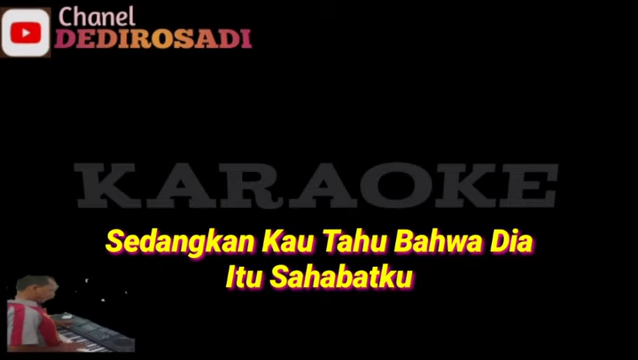 Chanel
DEDIROSADI
KARAOKE
Sedangkan Kau Tahu Bahwa Dia
Itu Sahabatku